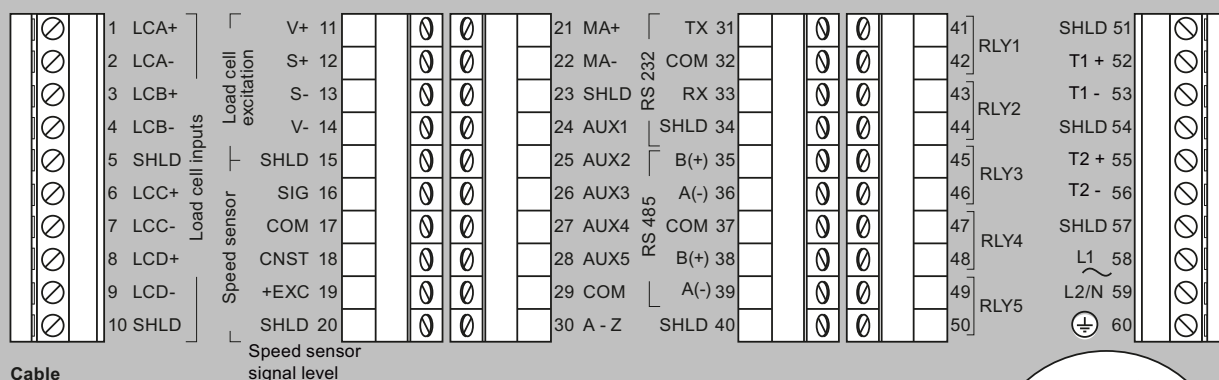 1 LCA+
2 LCA-
3 LCB+
4 LCB-
5 SHLD
6 LCC+
7 LCC-
8 LCD+
9 LCD-
10 SHLD
Load cell inputs
Load cell
excitation
Speed sensor
V+ 11
S+ 12
S- 13
V- 14
SHLD 15
SIG 16
COM 17
CNST 18
+EXC 19
SHLD 20
Speed sensor
signal level
21 MA+
22 MA-
23 SHLD
24 AUX1
25 AUX2
26 AUX3
27 AUX4
28 AUX5
29 COM
30 A - Z
RS 232
RS 485
TX 31
COM 32
RX 33
SHLD 34
B(+) 35
A(-) 36
COM 37
B(+) 38
A(-) 39
SHLD 40
41
42
RLY1
43
44
RLY2
45
46
RLY3
47
48
RLY4
49
50
RLY5
SHLD 51
T1 + 52
T1 - 53
SHLD 54
T2 + 55
T2 - 56
SHLD 57
L1 58
L2/N 59
60
Cable